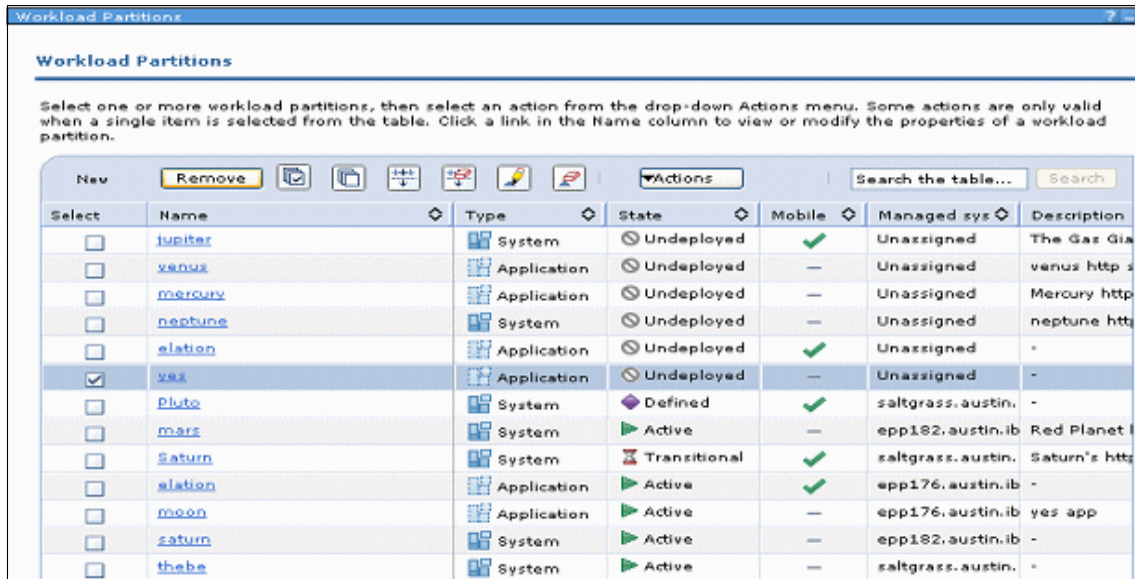 Workload Partitions
Workload Partitions
Select one or more workload partitions, then select an action from the drop-down Actions menu. Some actions are only valid
when a single item is selected from the table. Click a link in the Name column to view or modify the properties of a workload
partition.
New Remove Actions Search the table... Search
Select Name Type State Mobile Managed sys Description
jupiter System Undeployed Unassigned The Gas Gia
venus Application Undeployed Unassigned venus http s
mercury Application Undeployed — Unassigned Mercury http
neptune System Undeployed — Unassigned neptune http
elation Application Undeployed Unassigned -
yes Application Undeployed — Unassigned -
Pluto System Defined saltgrass.austin. -
mars System Active — epp182.austin.ib Red Planet
Saturn System Transitional saltgrass.austin. Saturn's http
elation Application Active epp176.austin.ib -
moon Application Active — epp176.austin.ib yes app
saturn System Active — epp182.austin.ib -
thebe System Active — saltgrass.austin. -